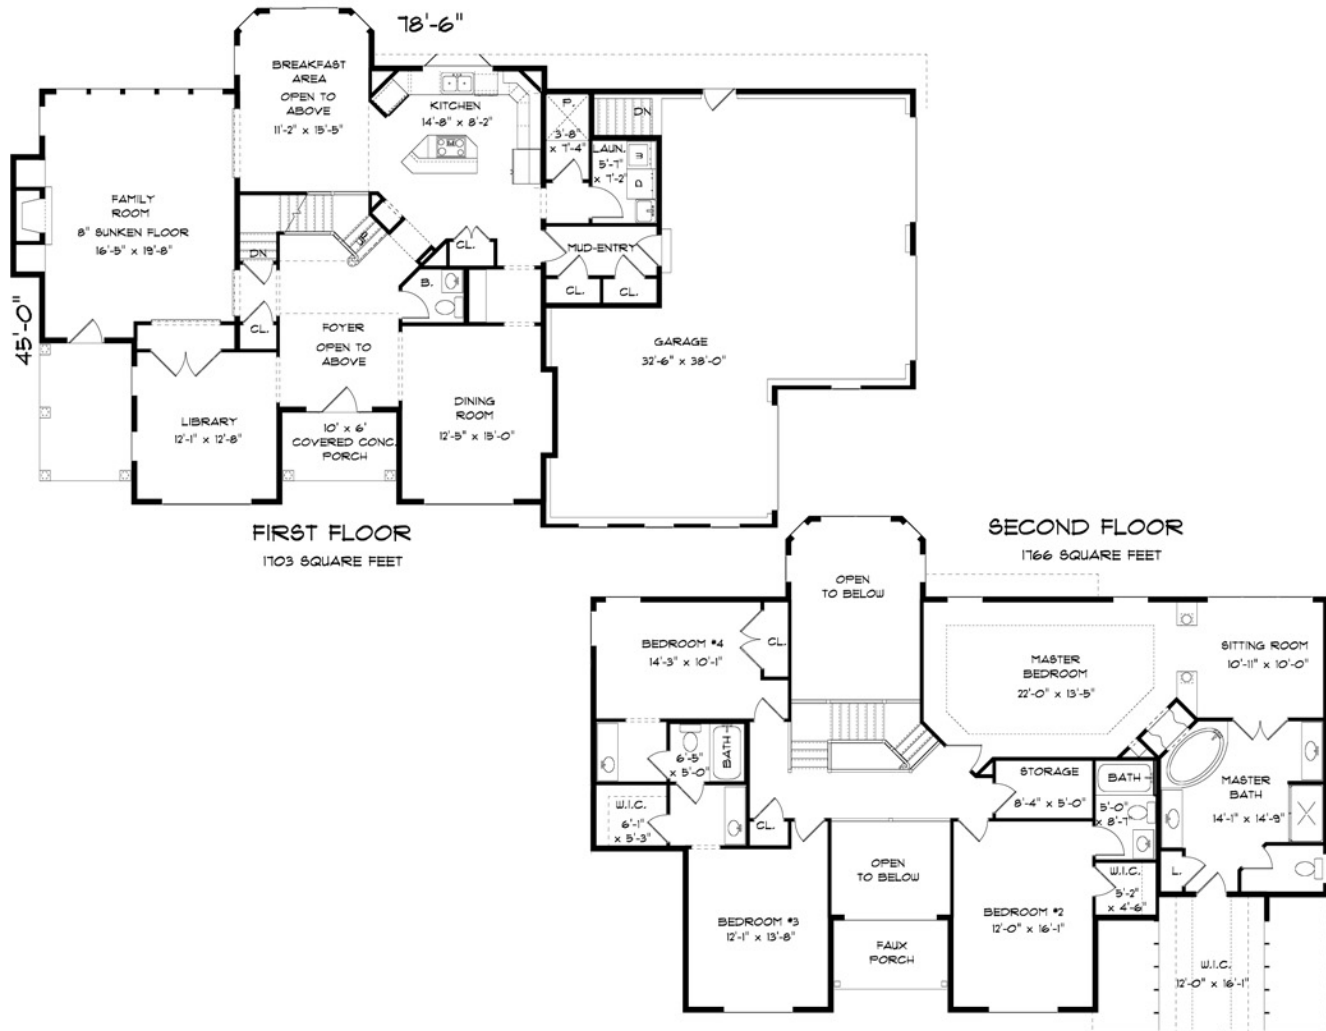 78'-6"
BREAKFAST
AREA
OPEN TO
ABOVE
11'-2" x 15'-5"
KITCHEN
14'-8" x 8'-2"
P.
3'-8"
x 7'-4"
DN
LAUN.
5'-7"
x 7'-2"
W
D
FAMILY
ROOM
8" SUNKEN FLOOR
16'-5" x 19'-8"
UP
DN
CL.
MUD-ENTRY
B.
CL.
CL.
CL.
45'-0"
FOYER
OPEN TO
ABOVE
GARAGE
32'-6" x 38'-0"
LIBRARY
12'-1" x 12'-8"
10' x 6'
COVERED CONC.
PORCH
DINING
ROOM
12'-5" x 15'-0"
FIRST FLOOR
1703 SQUARE FEET
SECOND FLOOR
1766 SQUARE FEET
OPEN
TO BELOW
BEDROOM #4
14'-3" x 10'-1"
CL.
MASTER
BEDROOM
22'-0" x 13'-5"
SITTING ROOM
10'-11" x 10'-0"
6'-5"
x 5'-0"
BATH
STORAGE
8'-4" x 5'-0"
BATH
5'-0"
x 8'-7"
MASTER
BATH
14'-1" x 14'-9"
W.I.C.
6'-1"
x 5'-3"
CL.
OPEN
TO BELOW
L.
W.I.C.
5'-2"
x 4'-6"
BEDROOM #3
12'-1" x 13'-8"
BEDROOM #2
12'-0" x 16'-1"
FAUX
PORCH
W.I.C.
12'-0" x 16'-1"